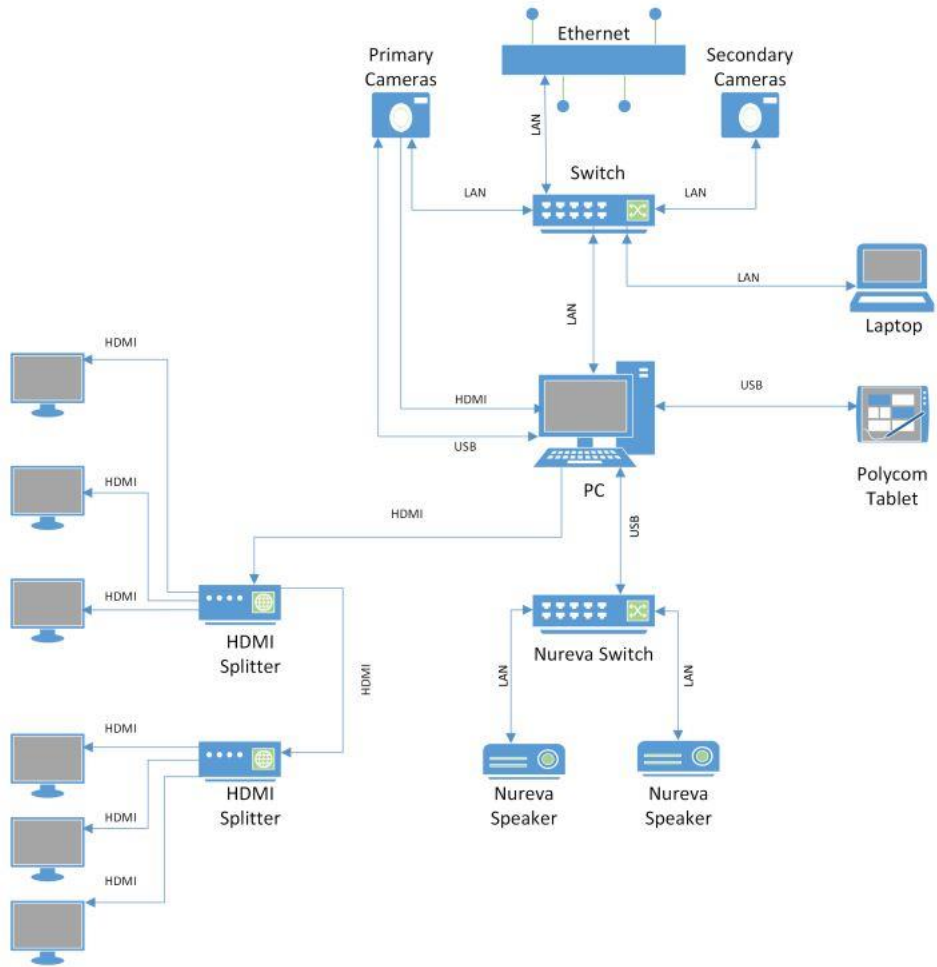 Ethernet
Primary
Cameras
Secondary
Cameras
LAN
Switch
LAN
LAN
LAN
Laptop
LAN
HDMI
USB
HDMI
USB
Polycom
Tablet
PC
HDMI
HDMI
USB
HDMI
HDMI
Splitter
Nureva Switch
HDMI
LAN
LAN
HDMI
HDMI
Splitter
Nureva
Speaker
Nureva
Speaker
HDMI
HDMI